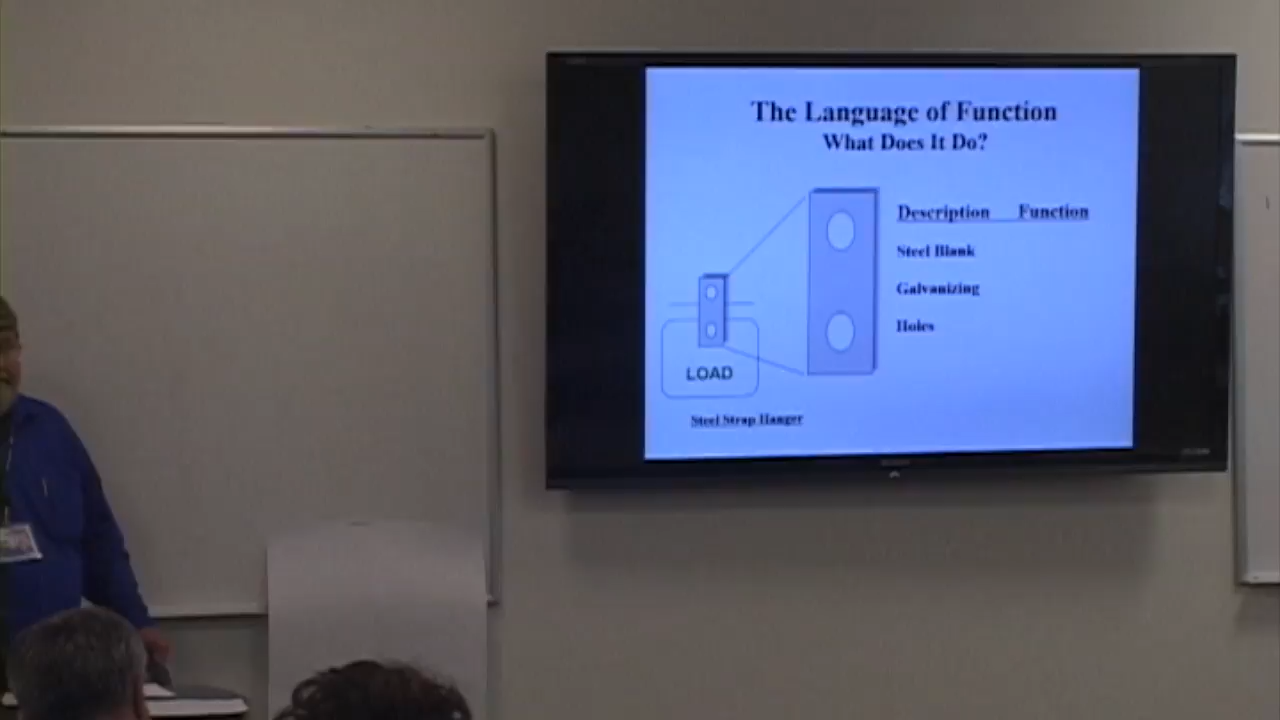 The Language of Function
What Does It Do?
Description Function
Steel Blank
Galvanizing
Holes
LOAD
Steel Strap Hanger